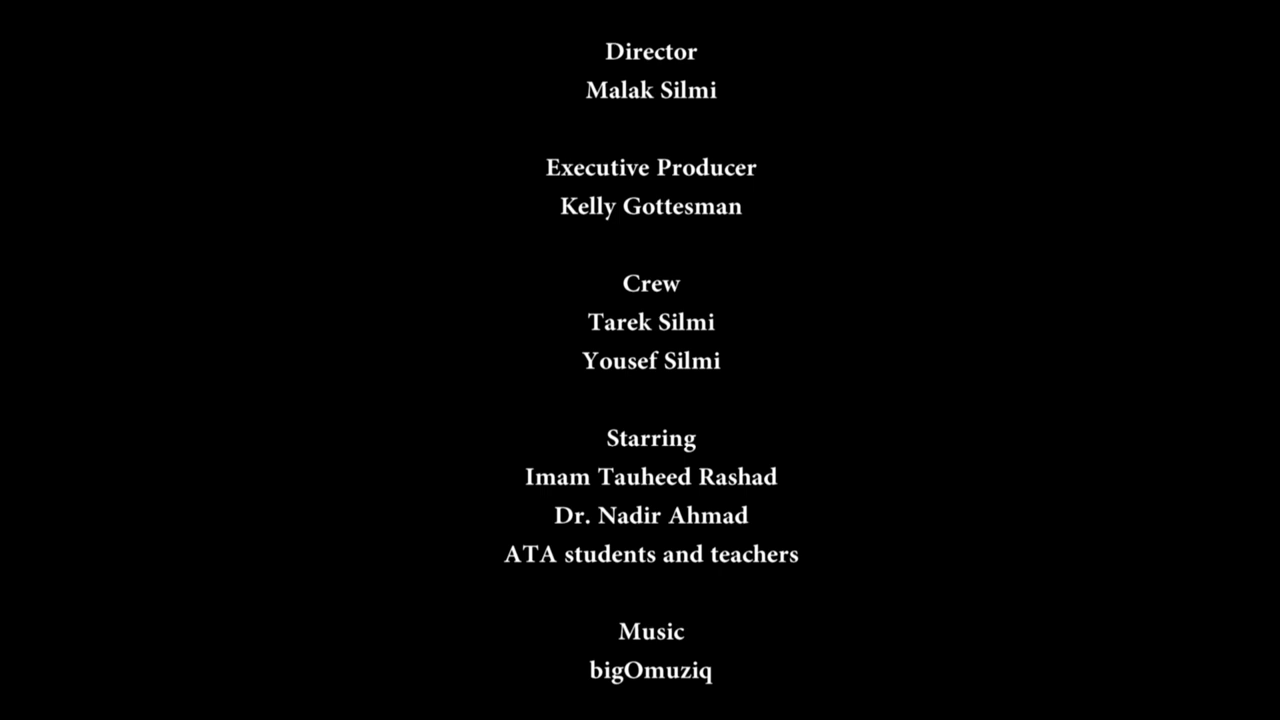 Director
Malak Silmi
Executive Producer
Kelly Gottesman
Crew
Tarek Silmi
Yousef Silmi
Starring
Imam Tauheed Rashad
Dr. Nadir Ahmad
ATA students and teachers
Music
bigOmuziq